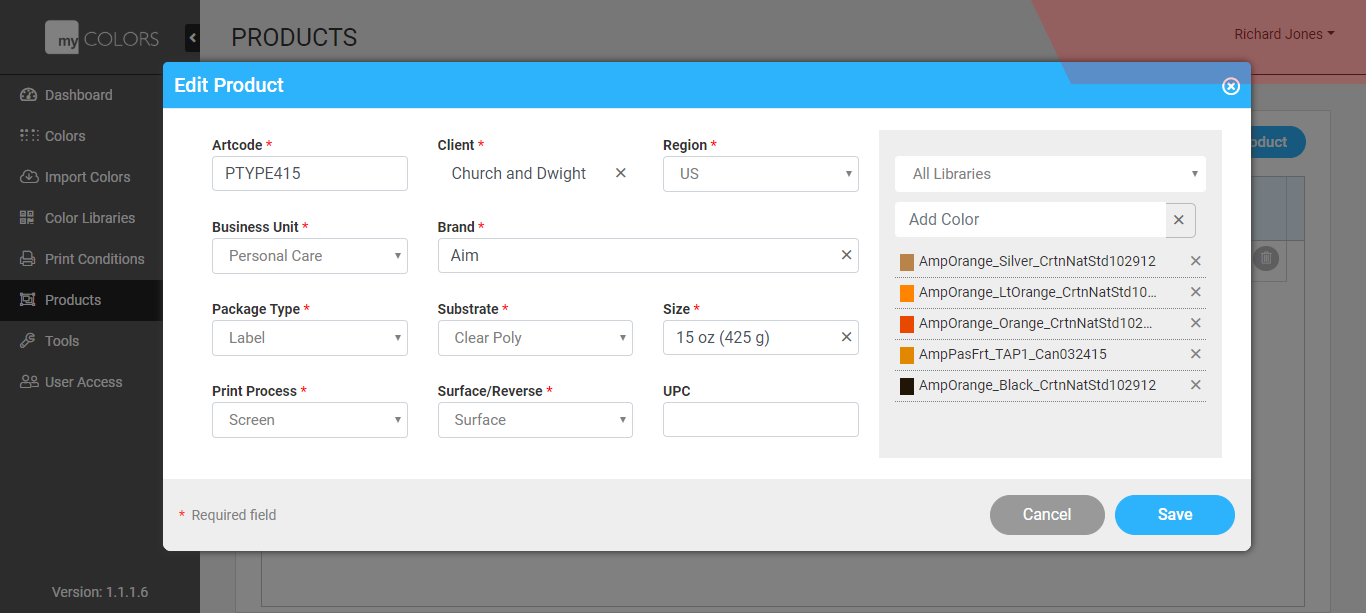 my COLORS
PRODUCTS
Richard Jones
Dashboard
Colors
Import Colors
Color Libraries
Print Conditions
Products
Tools
User Access
Version: 1.1.1.6
oduct
Edit Product
Artcode *
PTYPE415
Client *
Church and Dwight
Region *
US
Business Unit *
Personal Care
Brand *
Aim
Package Type *
Label
Substrate *
Clear Poly
Size *
15 oz (425 g)
Print Process *
Screen
Surface/Reverse *
Surface
UPC
All Libraries
Add Color
AmpOrange_Silver_CrtnNatStd102912
AmpOrange_LtOrange_CrtnNatStd10...
AmpOrange_Orange_CrtnNatStd102...
AmpPasFrt_TAP1_Can032415
AmpOrange_Black_CrtnNatStd102912
* Required field
Cancel
Save